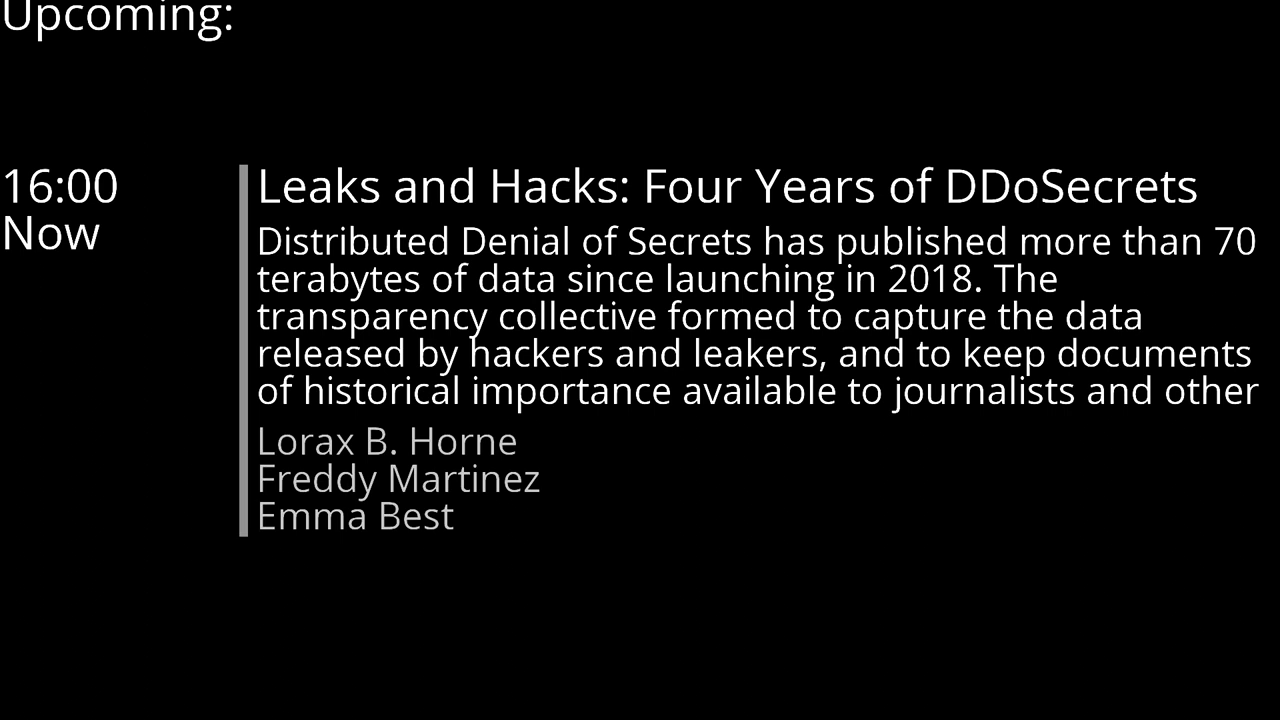 Upcoming:
16:00
Now
Leaks and Hacks: Four Years of DDoSecrets
Distributed Denial of Secrets has published more than 70
terabytes of data since launching in 2018. The
transparency collective formed to capture the data
released by hackers and leakers, and to keep documents
of historical importance available to journalists and other
Lorax B. Horne
Freddy Martinez
Emma Best